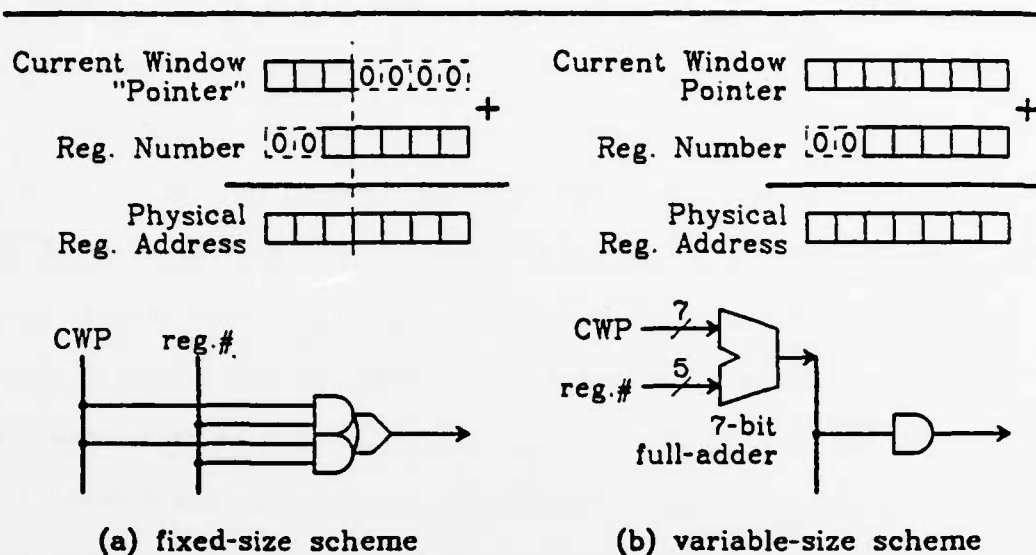 Current Window
"Pointer"
0 0 0 0
+
Reg. Number
0 0
Physical
Reg. Address
CWP
reg.#
(a) fixed-size scheme
Current Window
Pointer
+
Reg. Number
0 0
Physical
Reg. Address
CWP
7
reg.#
5
7-bit
full-adder
(b) variable-size scheme